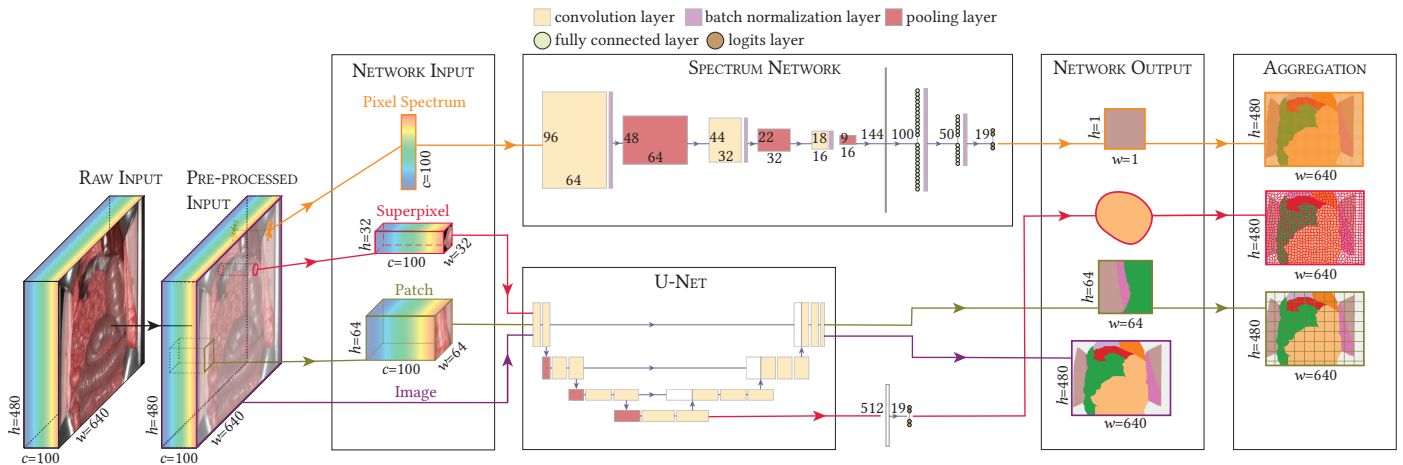 convolution layer batch normalization layer pooling layer
fully connected layer logits layer
NETWORK INPUT
SPECTRUM NETWORK
NETWORK OUTPUT
AGGREGATION
RAW INPUT
PRE-PROCESSED
INPUT
h=480
w=640
c=100
h=480
w=640
c=100
Pixel Spectrum
c=100
Superpixel
h=32
c=100
w=32
Patch
h=64
c=100
w=64
Image
96
64
48
64
44
32
22
32
18
16
9
16
144
100
50
19
U-NET
512
19
h=1
w=1
h=64
w=64
h=480
w=640
h=480
w=640
h=480
w=640
h=480
w=640